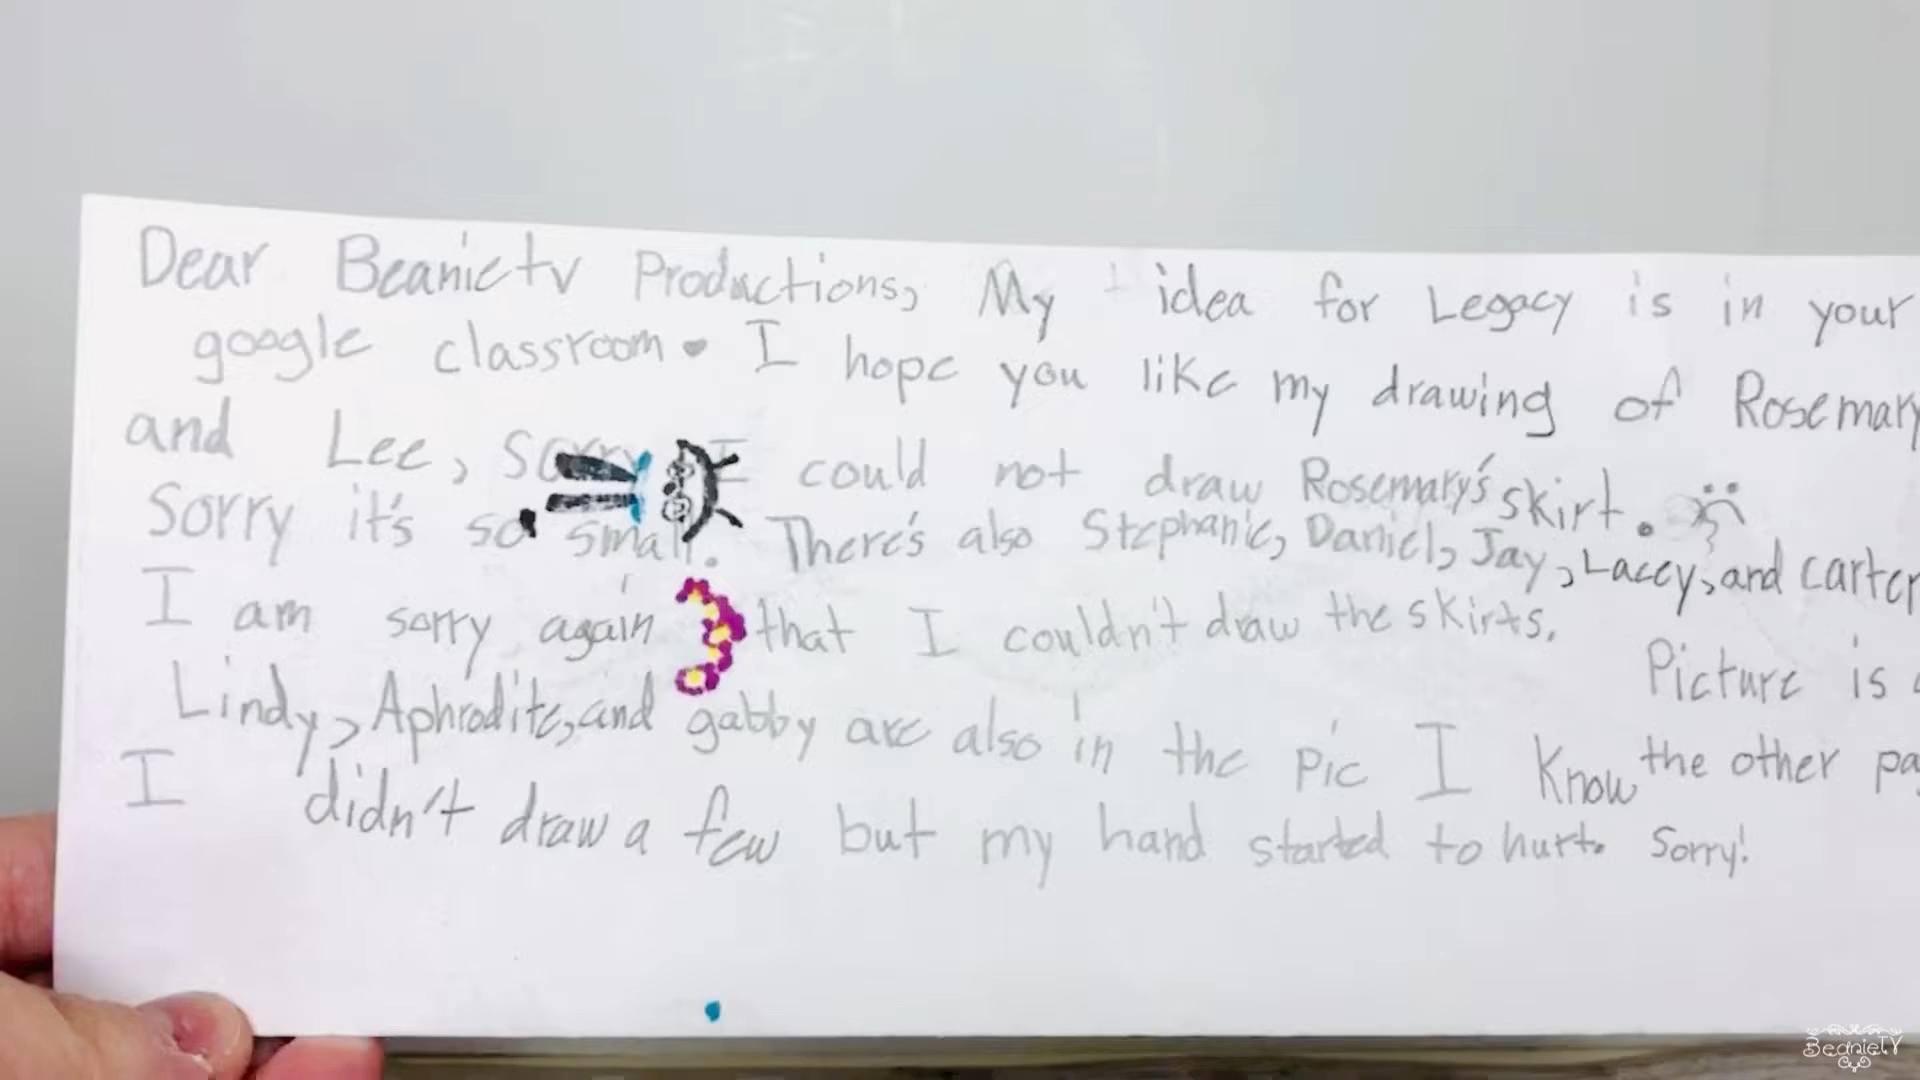 Dear Beanietv Productions, My idea for Legacy is in your
google classroom. I hope you like my drawing of Rosemary
and Lee, Sorry I could not draw Rosemary's skirt.
Sorry it's so small. There's also Stephanie, Daniel, Jay, Lacey, and carter
I am sorry again that I couldn't draw the skirts.
Picture is
Lindy, Aphrodite, and gabby are also in the pic I know the other
I didn't draw a few but my hand started to hurt. Sorry!
BeanieTV